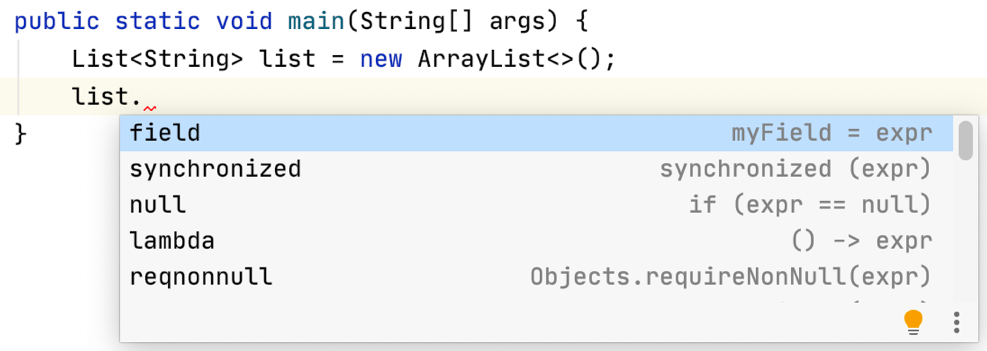 public static void main(String[] args) {
List<String> list = new ArrayList<>();
list.
}
field myField = expr
synchronized synchronized (expr)
null if (expr == null)
lambda () -> expr
reqnonnull Objects.requireNonNull(expr)